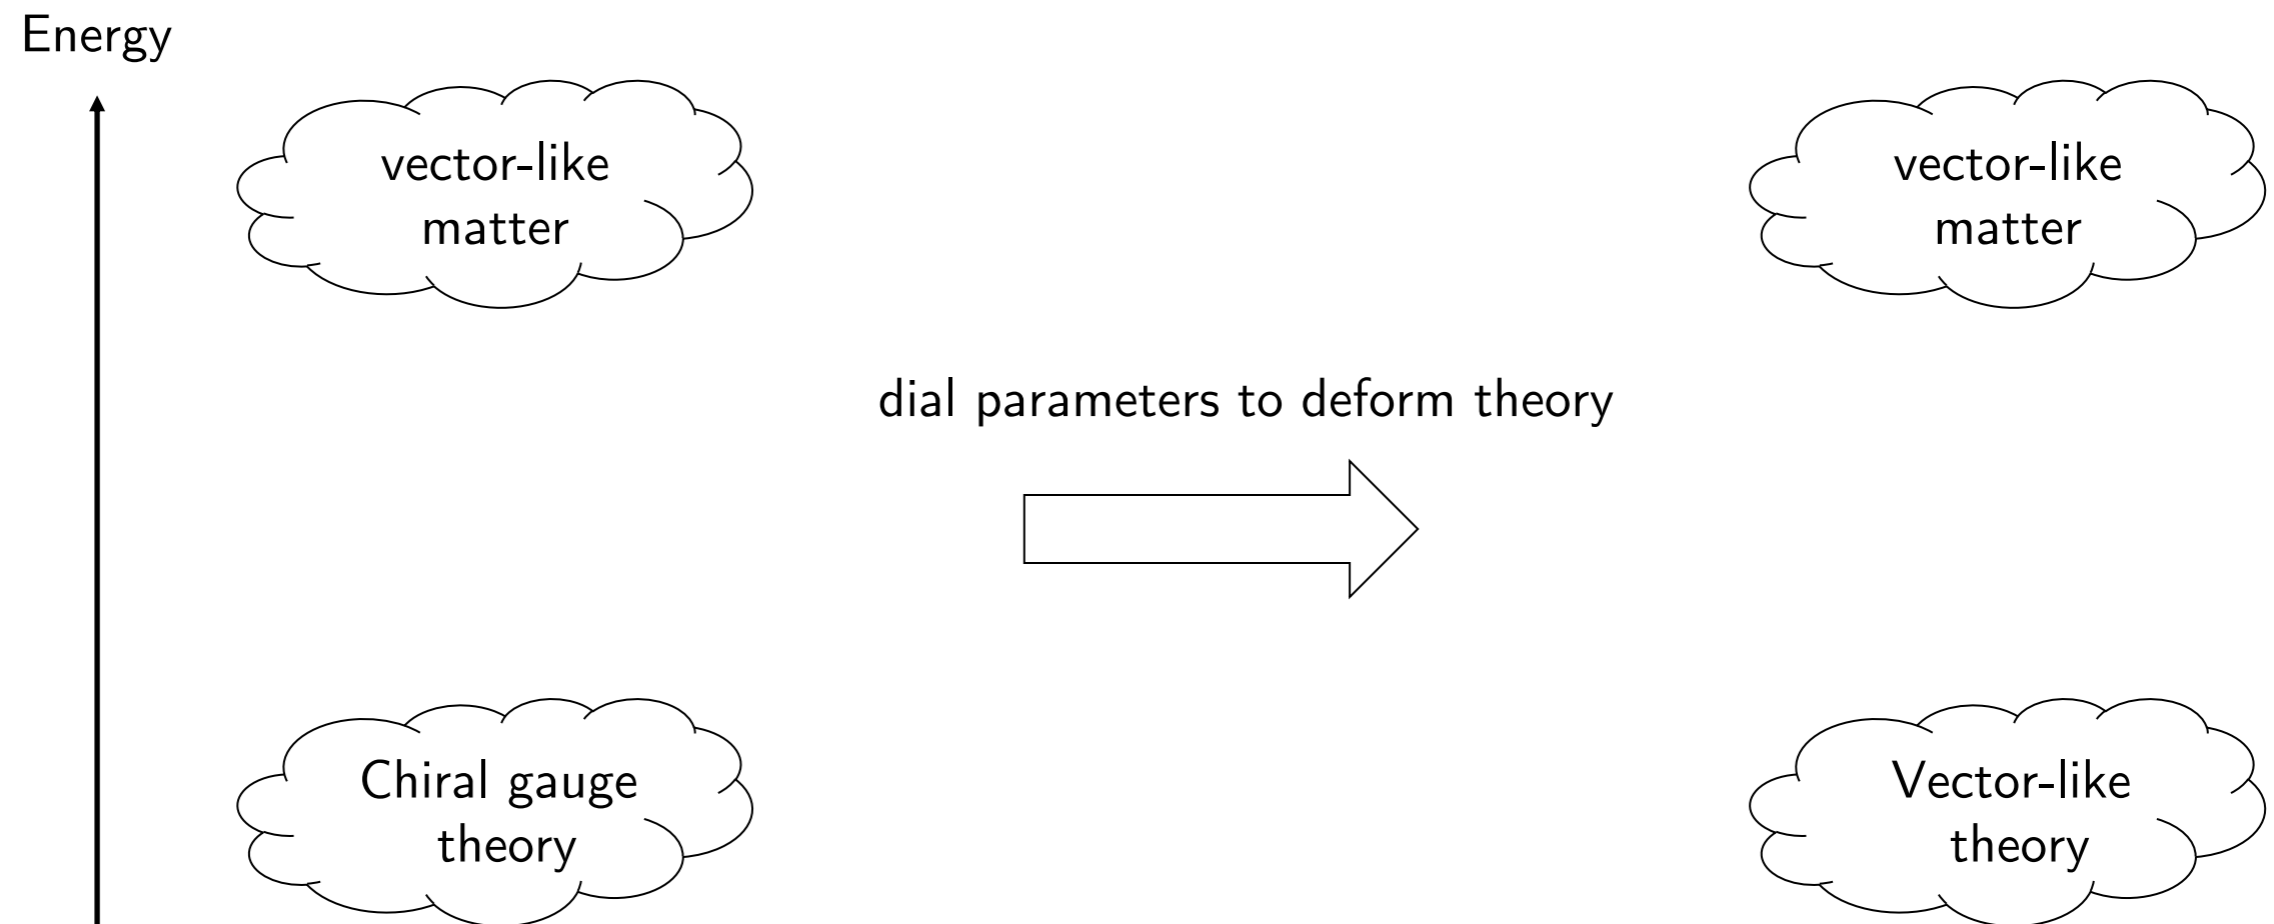 Energy
vector-like
matter
vector-like
matter
dial parameters to deform theory
Chiral gauge
theory
Vector-like
theory